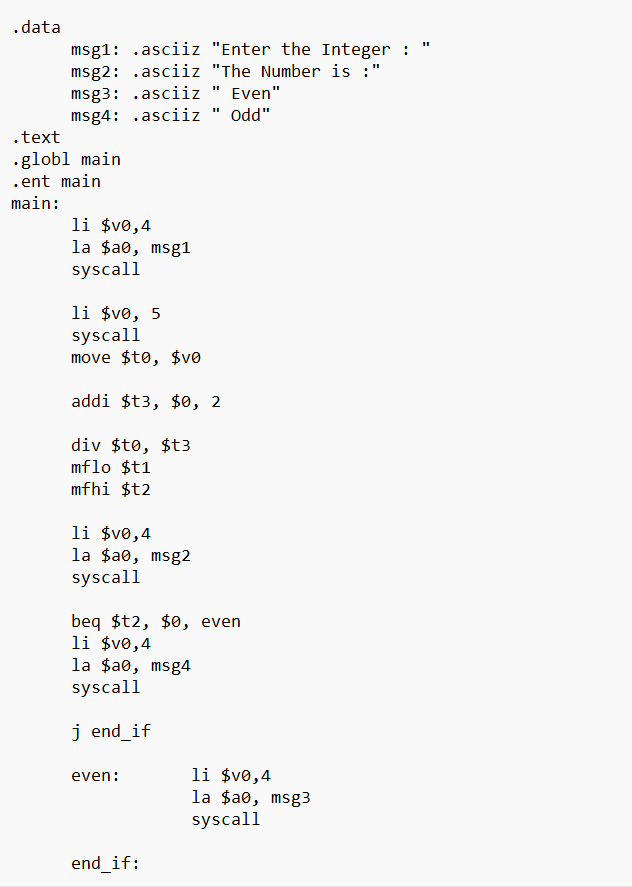 .data
msg1: .asciiz "Enter the Integer : "
msg2: .asciiz "The Number is :"
msg3: .asciiz " Even"
msg4: .asciiz " Odd"
.text
.globl main
.ent main
main:
li $v0,4
la $a0, msg1
syscall
li $v0, 5
syscall
move $t0, $v0
addi $t3, $0, 2
div $t0, $t3
mflo $t1
mfhi $t2
li $v0,4
la $a0, msg2
syscall
beq $t2, $0, even
li $v0,4
la $a0, msg4
syscall
j end_if
even: li $v0,4
la $a0, msg3
syscall
end_if: